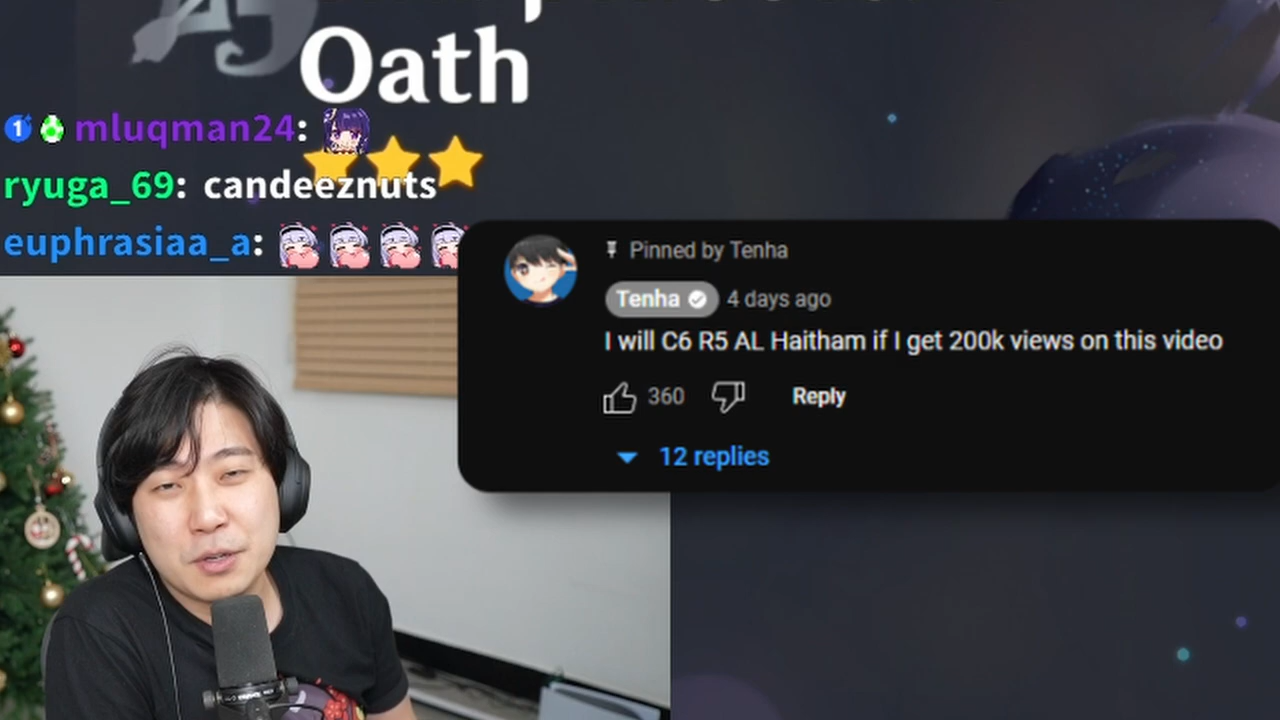 Oath
mluqman24:
ryuga_69: candeeznuts
euphrasiaa_a:
Pinned by Tenha
Tenha 4 days ago
I will C6 R5 AL Haitham if I get 200k views on this video
360 Reply
12 replies